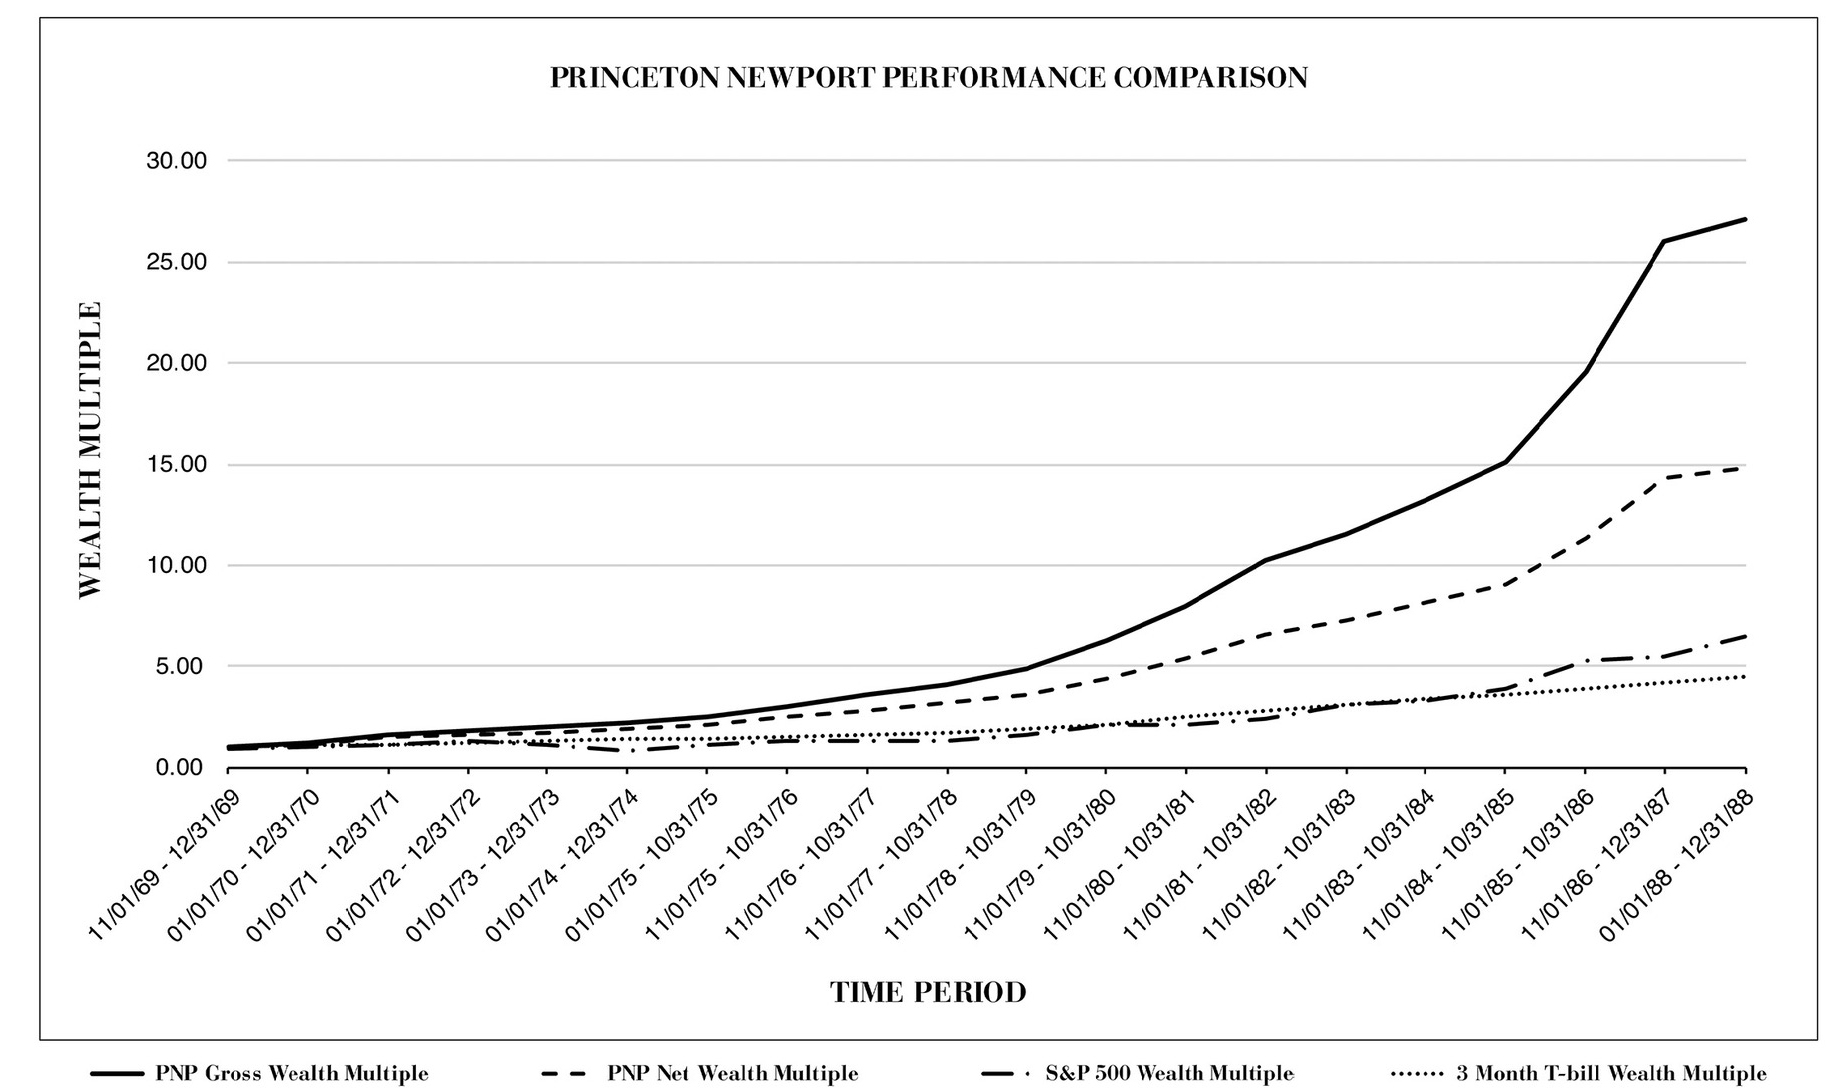 PRINCETON NEWPORT PERFORMANCE COMPARISON
30.00
25.00
20.00
15.00
10.00
5.00
0.00
WEALTH MULTIPLE
11/01/69 - 12/31/69
01/01/70 - 12/31/70
01/01/71 - 12/31/71
01/01/72 - 12/31/72
01/01/73 - 12/31/73
01/01/74 - 12/31/74
01/01/75 - 10/31/75
11/01/75 - 10/31/76
11/01/76 - 10/31/77
11/01/77 - 10/31/78
11/01/78 - 10/31/79
11/01/79 - 10/31/80
11/01/80 - 10/31/81
11/01/81 - 10/31/82
11/01/82 - 10/31/83
11/01/83 - 10/31/84
11/01/84 - 10/31/85
11/01/85 - 10/31/86
11/01/86 - 12/31/87
01/01/88 - 12/31/88
TIME PERIOD
PNP Gross Wealth Multiple
PNP Net Wealth Multiple
S&P 500 Wealth Multiple
3 Month T-bill Wealth Multiple